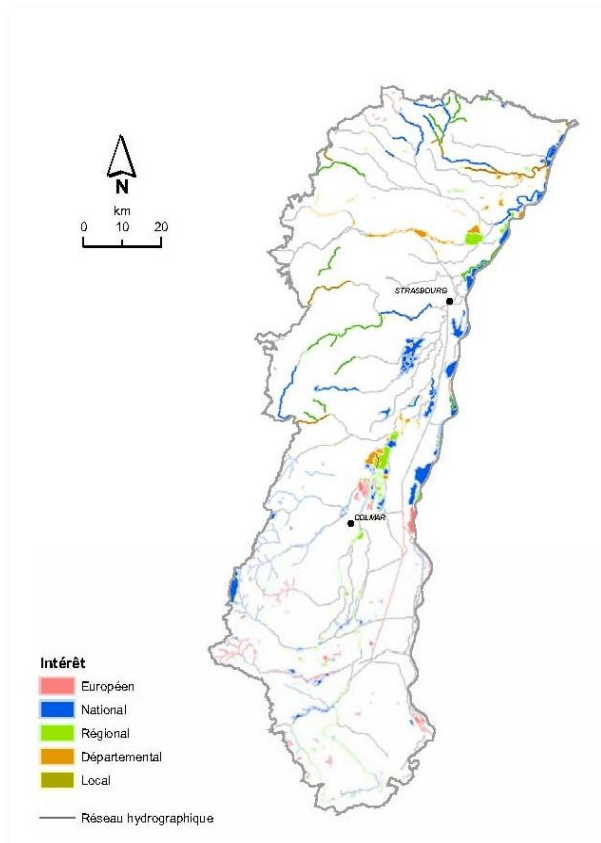 N
km
0 10 20
STRASBOURG
COLMAR
Intérêt
Européen
National
Régional
Départemental
Local
Réseau hydrographique